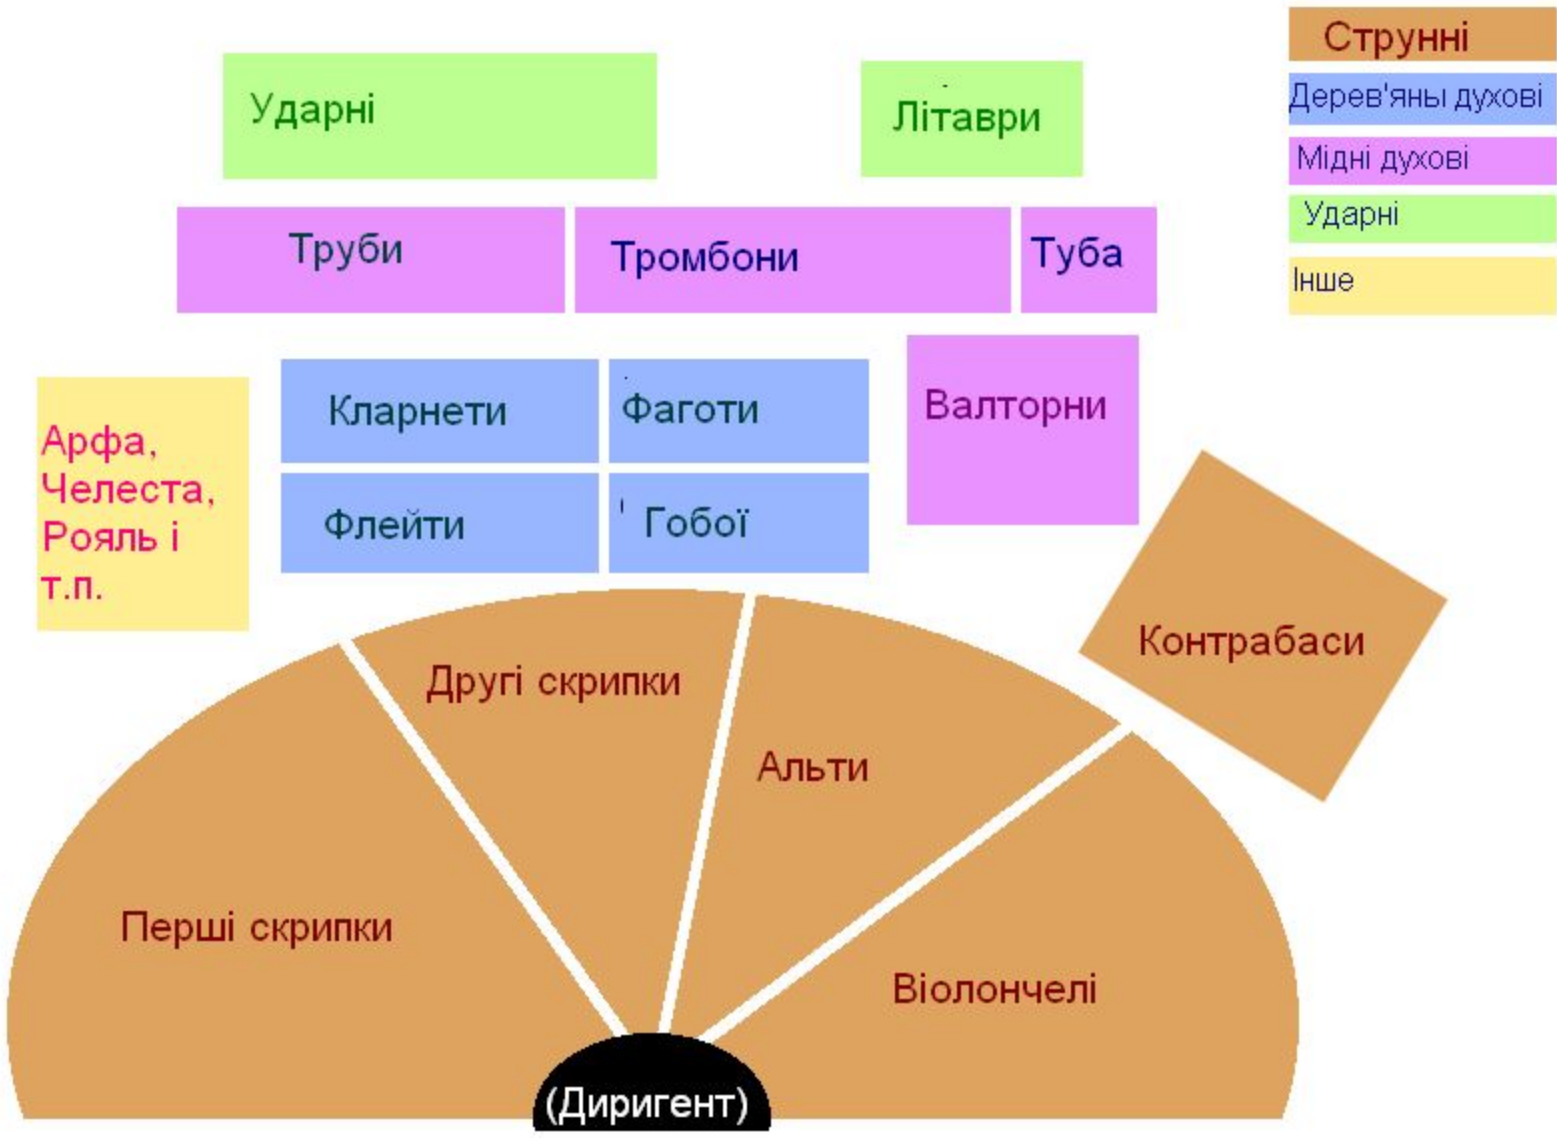 Струнні
Дерев'яны духові
Мідні духові
Ударні
Інше
Ударні
Літаври
Труби
Тромбони
Туба
Кларнети
Фаготи
Валторни
Арфа,
Челеста,
Рояль і
т.п.
Флейти
Гобої
Контрабаси
Другі скрипки
Альти
Перші скрипки
Віолончелі
(Диригент)